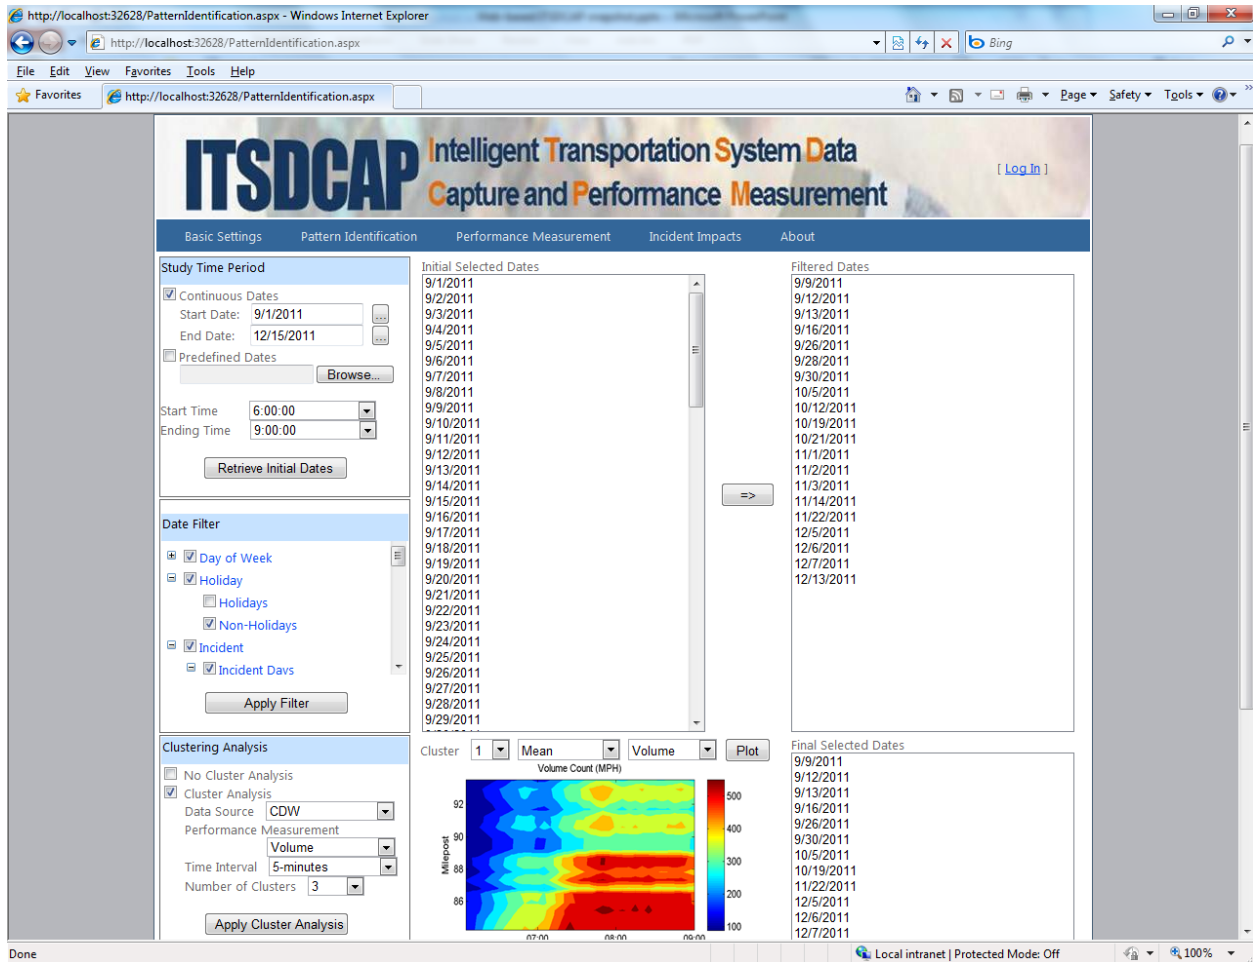 http://localhost:32628/PatternIdentification.aspx - Windows Internet Explorer
http://localhost:32628/PatternIdentification.aspx
Bing
File Edit View Favorites Tools Help
Favorites
http://localhost:32628/PatternIdentification.aspx
Page Safety Tools
ITSDCAP
Intelligent Transportation System Data
Capture and Performance Measurement
[ Log In ]
Basic Settings Pattern Identification Performance Measurement Incident Impacts About
Study Time Period
Continuous Dates
Start Date: 9/1/2011 ...
End Date: 12/15/2011 ...
Predefined Dates
Browse...
Start Time 6:00:00
Ending Time 9:00:00
Retrieve Initial Dates
Date Filter
Day of Week
Holiday
Holidays
Non-Holidays
Incident
Incident Days
Apply Filter
Clustering Analysis
No Cluster Analysis
Cluster Analysis
Data Source CDW
Performance Measurement
Volume
Time Interval 5-minutes
Number of Clusters 3
Apply Cluster Analysis
Initial Selected Dates
9/1/2011
9/2/2011
9/3/2011
9/4/2011
9/5/2011
9/6/2011
9/7/2011
9/8/2011
9/9/2011
9/10/2011
9/11/2011
9/12/2011
9/13/2011
9/14/2011
9/15/2011
9/16/2011
9/17/2011
9/18/2011
9/19/2011
9/20/2011
9/21/2011
9/22/2011
9/23/2011
9/24/2011
9/25/2011
9/26/2011
9/27/2011
9/28/2011
9/29/2011
=>
Filtered Dates
9/9/2011
9/12/2011
9/13/2011
9/16/2011
9/26/2011
9/28/2011
9/30/2011
10/5/2011
10/12/2011
10/19/2011
10/21/2011
11/1/2011
11/2/2011
11/3/2011
11/14/2011
11/22/2011
12/5/2011
12/6/2011
12/7/2011
12/13/2011
Cluster 1 Mean Volume Plot
Volume Count (MPH)
Milepost
92
90
88
86
07:00 08:00 09:00
500
400
300
200
100
Final Selected Dates
9/9/2011
9/12/2011
9/13/2011
9/16/2011
9/26/2011
9/30/2011
10/5/2011
10/19/2011
11/22/2011
12/5/2011
12/6/2011
12/7/2011
Done
Local intranet | Protected Mode: Off
100%